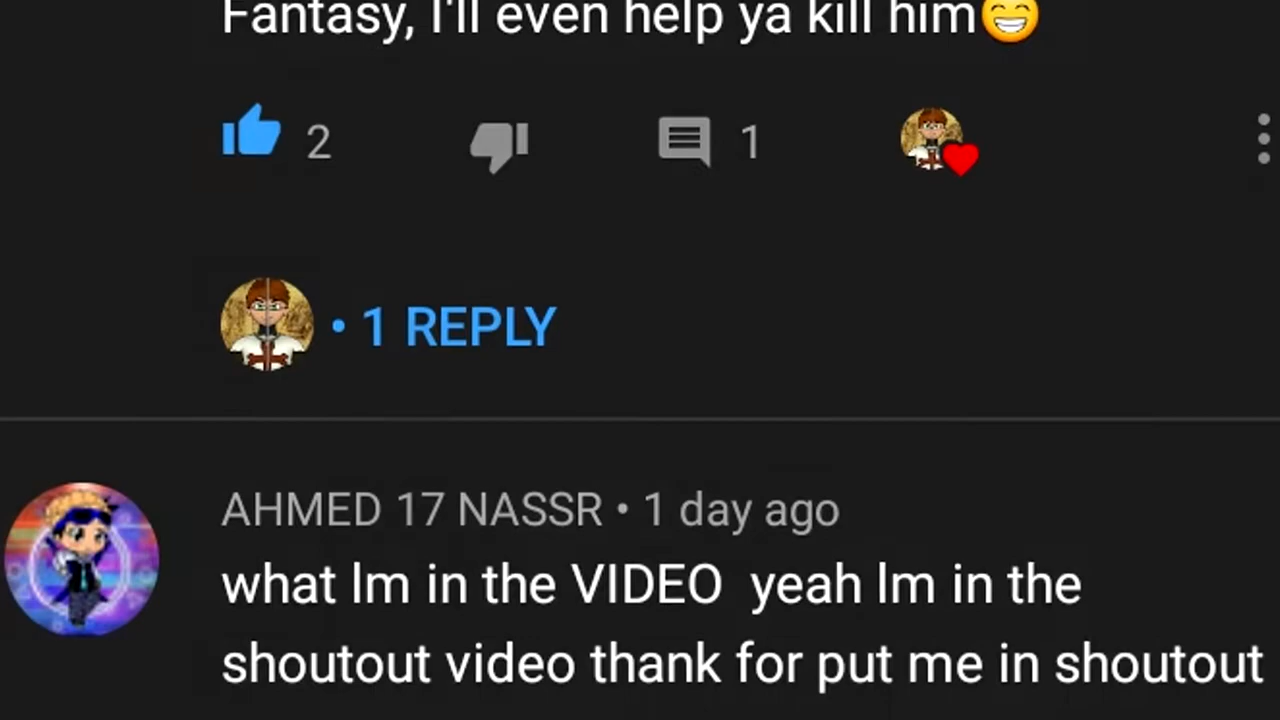 Fantasy, I'll even help ya kill him😁
2
1
• 1 REPLY
AHMED 17 NASSR • 1 day ago
what Im in the VIDEO  yeah Im in the
shoutout video thank for put me in shoutout